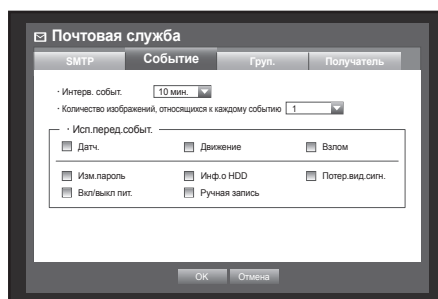 Почтовая служба
SMTP Событие Груп. Получатель
· Интерв. событ. 10 мин.
· Количество изображений, относящихся к каждому событию 1
· Исп.перед.событ.
Датч. Движение Взлом
Изм.пароль Инф.о HDD Потер.вид.сигн.
Вкл/выкл пит. Ручная запись
OK Отмена